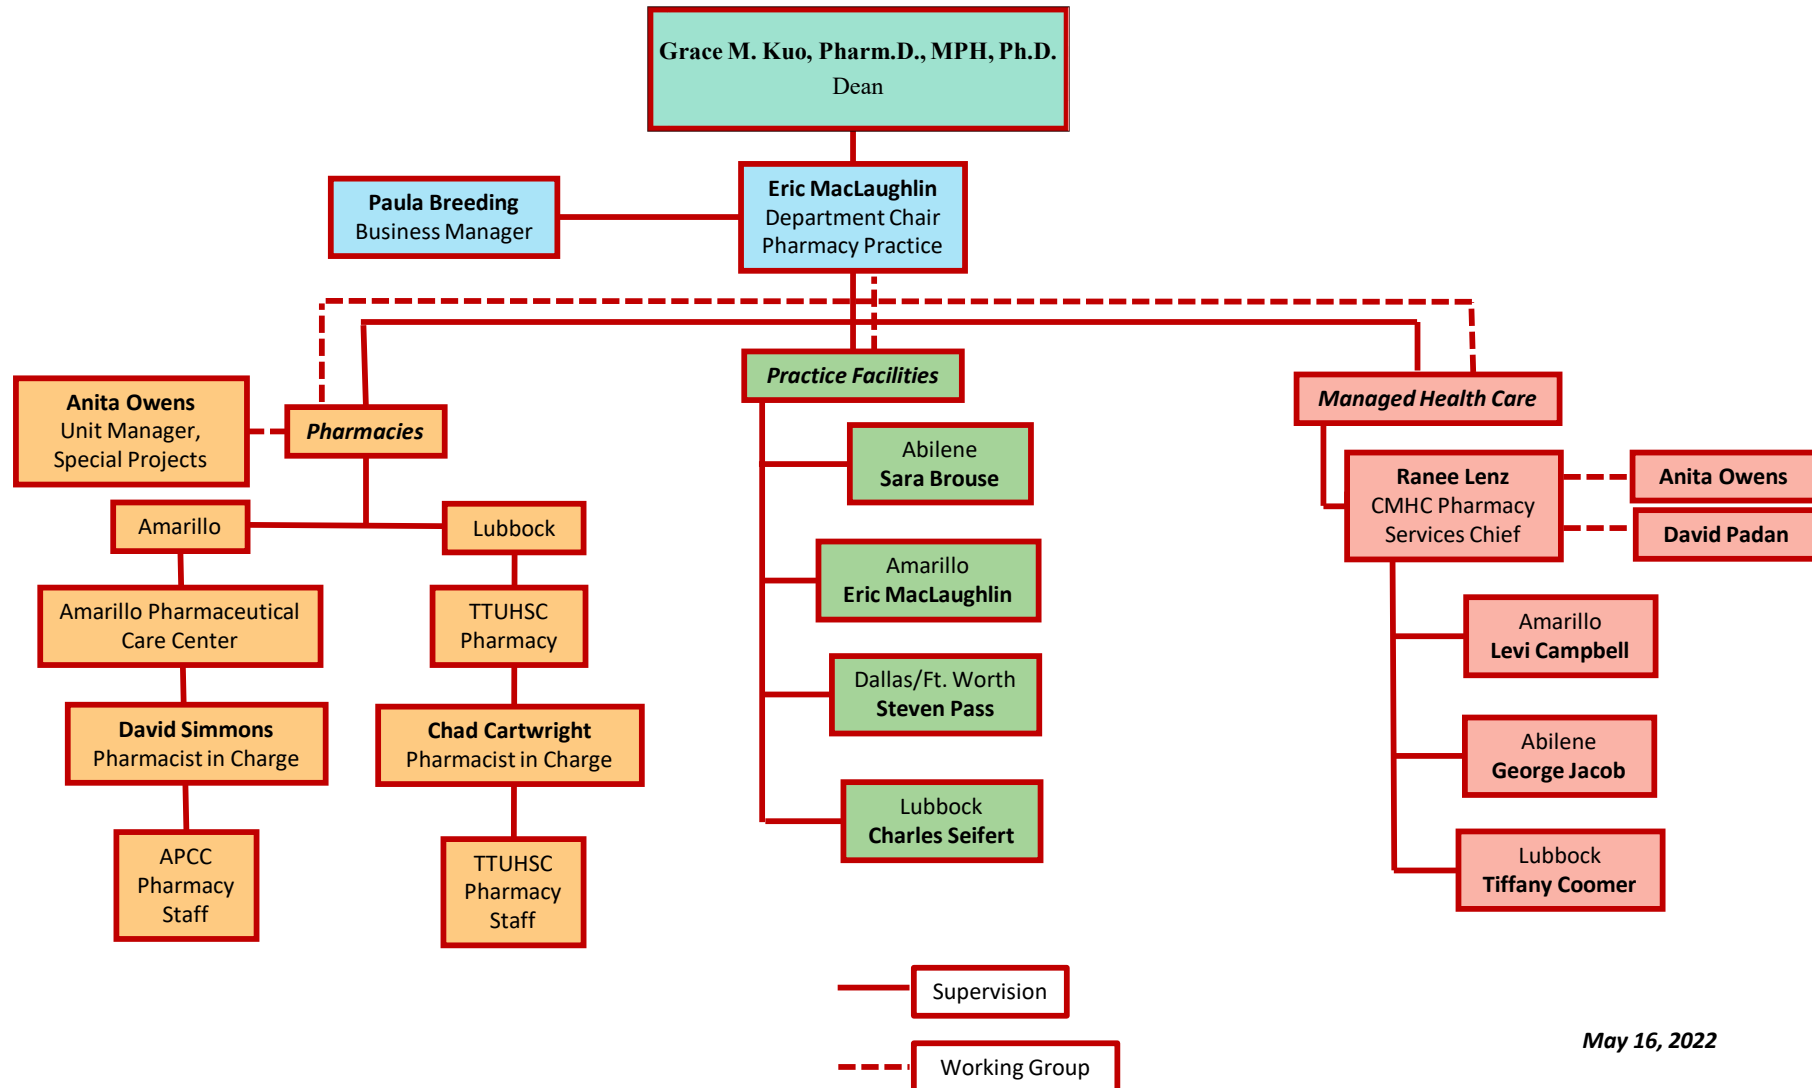 Grace M. Kuo, Pharm.D., MPH, Ph.D.
Dean
Paula Breeding
Business Manager
Eric MacLaughlin
Department Chair
Pharmacy Practice
Anita Owens
Unit Manager,
Special Projects
Pharmacies
Amarillo
Lubbock
Amarillo Pharmaceutical
Care Center
TTUHSC
Pharmacy
David Simmons
Pharmacist in Charge
Chad Cartwright
Pharmacist in Charge
APCC
Pharmacy
Staff
TTUHSC
Pharmacy
Staff
Practice Facilities
Abilene
Sara Brouse
Amarillo
Eric MacLaughlin
Dallas/Ft. Worth
Steven Pass
Lubbock
Charles Seifert
Managed Health Care
Ranee Lenz
CMHC Pharmacy
Services Chief
Anita Owens
David Padan
Amarillo
Levi Campbell
Abilene
George Jacob
Lubbock
Tiffany Coomer
Supervision
Working Group
May 16, 2022